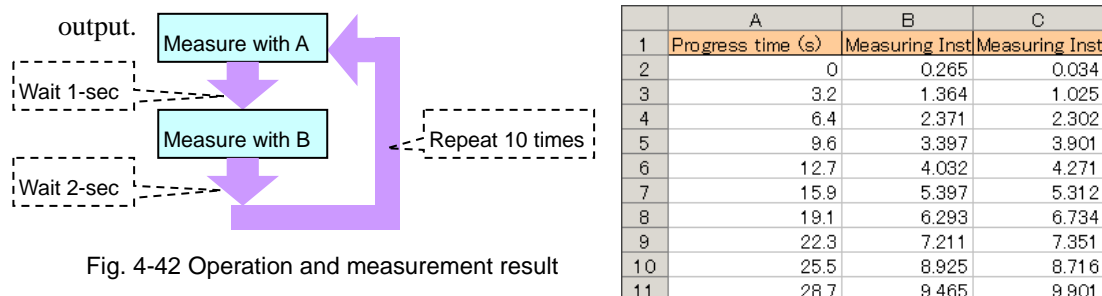 output.
Measure with A
Wait 1-sec
Measure with B
Repeat 10 times
Wait 2-sec
Fig. 4-42 Operation and measurement result
A B C
1 Progress time (s) Measuring Inst Measuring Inst
2 0 0.265 0.034
3 3.2 1.364 1.025
4 6.4 2.371 2.302
5 9.6 3.397 3.901
6 12.7 4.032 4.271
7 15.9 5.397 5.312
8 19.1 6.293 6.734
9 22.3 7.211 7.351
10 25.5 8.925 8.716
11 28.7 9.465 9.901